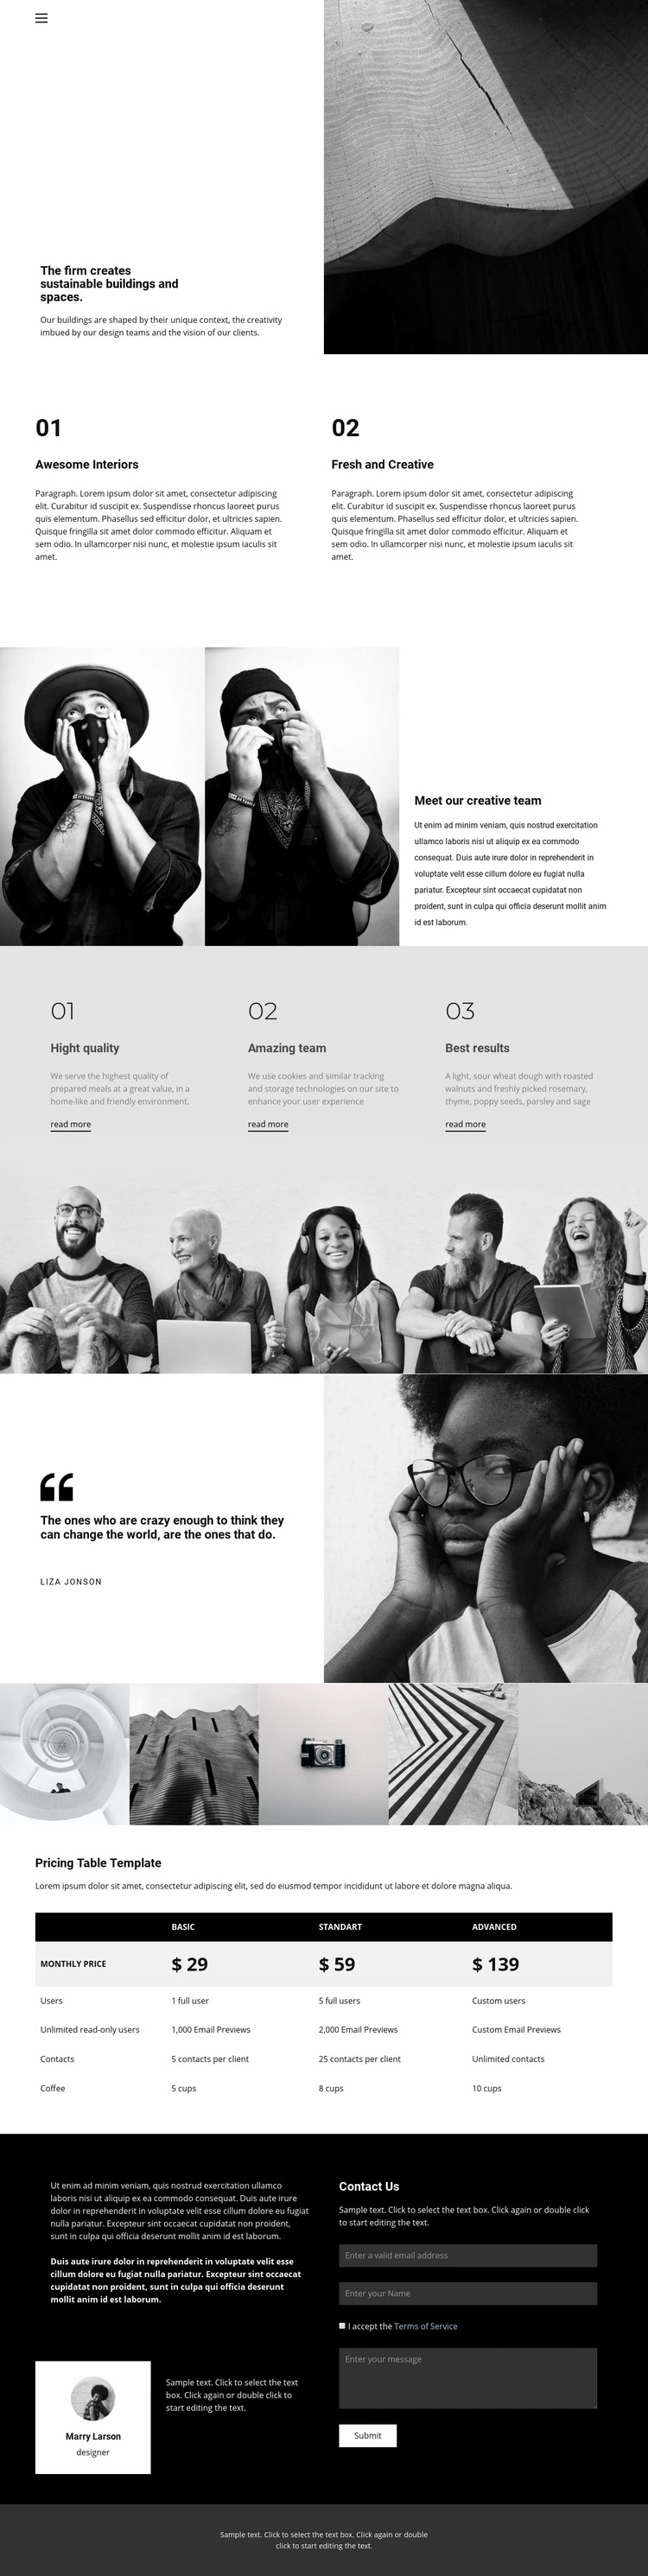 The firm creates
sustainable buildings and
spaces.
Our buildings are shaped by their unique context, the creativity
imbued by our design teams and the vision of our clients.
01
Awesome Interiors
Paragraph. Lorem ipsum dolor sit amet, consectetur adipiscing
elit. Curabitur id suscipit ex. Suspendisse rhoncus laoreet purus
quis elementum. Phasellus sed efficitur dolor, et ultricies sapien.
Quisque fringilla sit amet dolor commodo efficitur. Aliquam et
sem odio. In ullamcorper nisi nunc, et molestie ipsum iaculis sit
amet.
02
Fresh and Creative
Paragraph. Lorem ipsum dolor sit amet, consectetur adipiscing
elit. Curabitur id suscipit ex. Suspendisse rhoncus laoreet purus
quis elementum. Phasellus sed efficitur dolor, et ultricies sapien.
Quisque fringilla sit amet dolor commodo efficitur. Aliquam et
sem odio. In ullamcorper nisi nunc, et molestie ipsum iaculis sit
amet.
Meet our creative team
Ut enim ad minim veniam, quis nostrud exercitation
ullamco laboris nisi ut aliquip ex ea commodo
consequat. Duis aute irure dolor in reprehenderit in
voluptate velit esse cillum dolore eu fugiat nulla
pariatur. Excepteur sint occaecat cupidatat non
proident, sunt in culpa qui officia deserunt mollit anim
id est laborum.
01
Hight quality
We serve the highest quality of
prepared meals at a great value, in a
home-like and friendly environment.
read more
02
Amazing team
We use cookies and similar tracking
and storage technologies on our site to
enhance your user experience
read more
03
Best results
A light, sour wheat dough with roasted
walnuts and freshly picked rosemary,
thyme, poppy seeds, parsley and sage
read more
The ones who are crazy enough to think they
can change the world, are the ones that do.
LIZA JONSON
Pricing Table Template
Lorem ipsum dolor sit amet, consectetur adipiscing elit, sed do eiusmod tempor incididunt ut labore et dolore magna aliqua.
BASIC STANDART ADVANCED
MONTHLY PRICE $ 29 $ 59 $ 139
Users 1 full user 5 full users Custom users
Unlimited read-only users 1,000 Email Previews 2,000 Email Previews Custom Email Previews
Contacts 5 contacts per client 25 contacts per client Unlimited contacts
Coffee 5 cups 8 cups 10 cups
Ut enim ad minim veniam, quis nostrud exercitation ullamco
laboris nisi ut aliquip ex ea commodo consequat. Duis aute irure
dolor in reprehenderit in voluptate velit esse cillum dolore eu fugiat
nulla pariatur. Excepteur sint occaecat cupidatat non proident,
sunt in culpa qui officia deserunt mollit anim id est laborum.
Duis aute irure dolor in reprehenderit in voluptate velit esse
cillum dolore eu fugiat nulla pariatur. Excepteur sint occaecat
cupidatat non proident, sunt in culpa qui officia deserunt
mollit anim id est laborum.
Marry Larson
designer
Sample text. Click to select the text
box. Click again or double click to
start editing the text.
Contact Us
Sample text. Click to select the text box. Click again or double click
to start editing the text.
Enter a valid email address
Enter your Name
I accept the Terms of Service
Enter your message
Submit
Sample text. Click to select the text box. Click again or double
click to start editing the text.